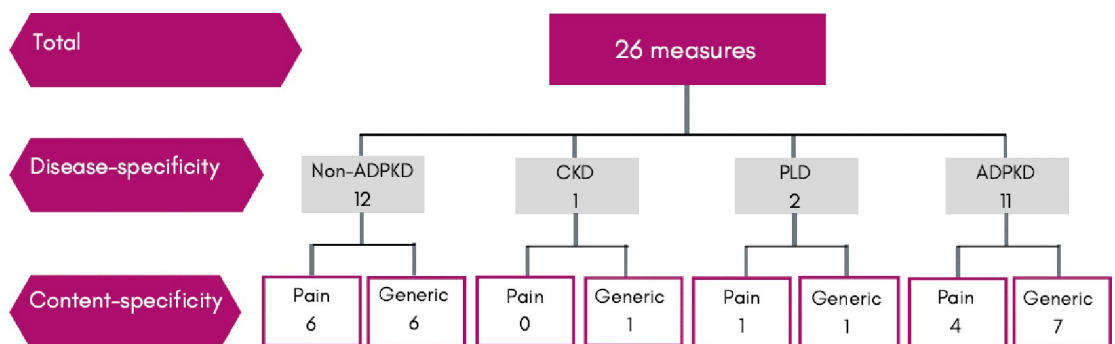 Total
26 measures
Disease-specificity
Non-ADPKD
12
CKD
1
PLD
2
ADPKD
11
Content-specificity
Pain
6
Generic
6
Pain
0
Generic
1
Pain
1
Generic
1
Pain
4
Generic
7